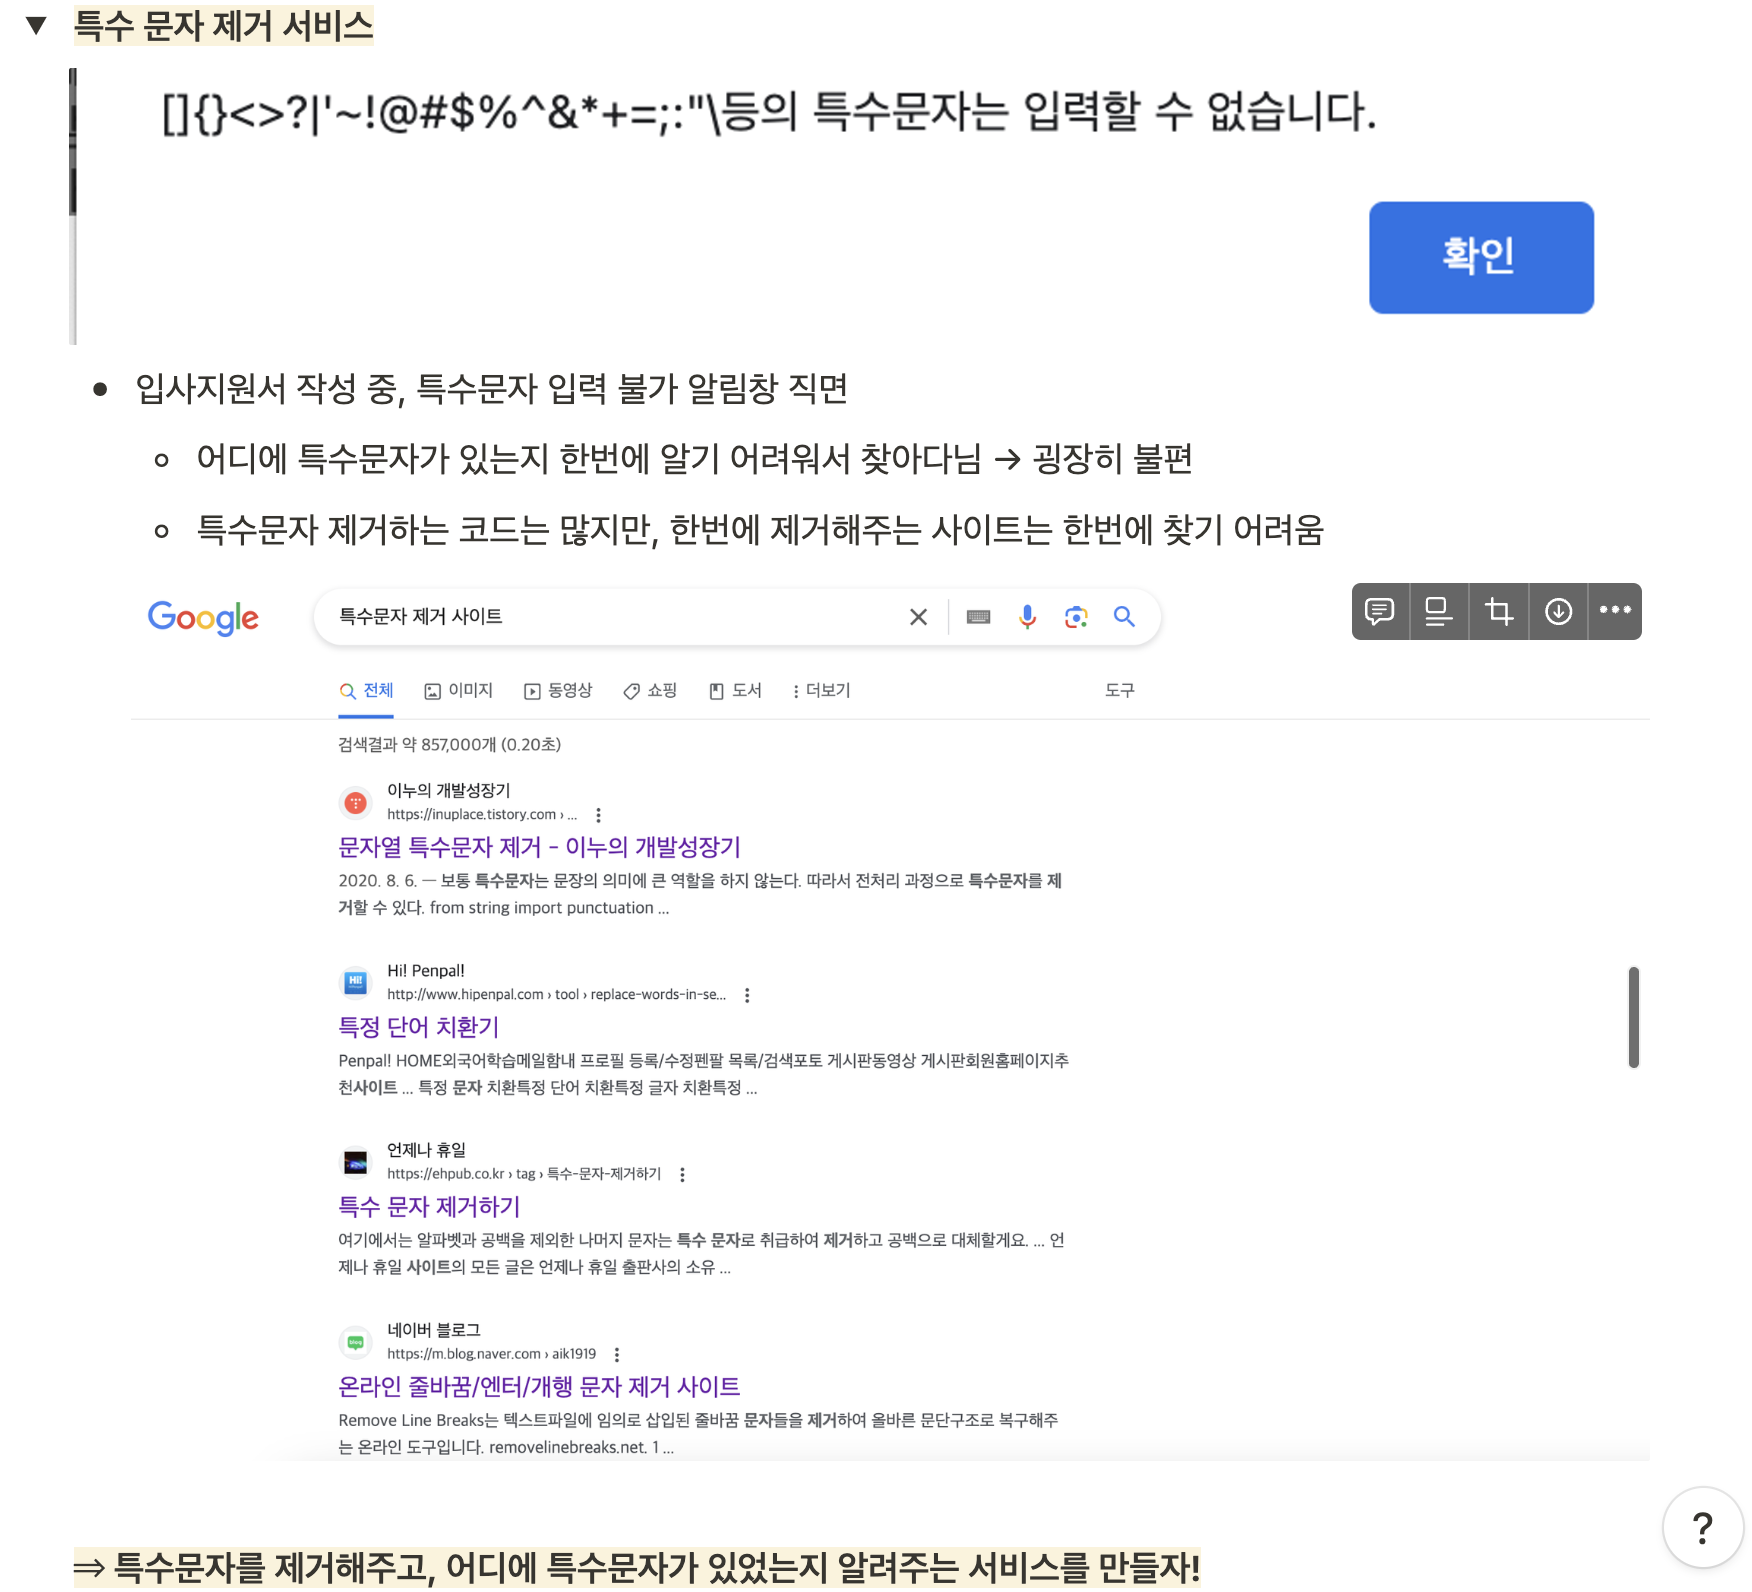 ▼ 특수 문자 제거 서비스
[]{}<>?|'~!@#$%^&*+=;:"\등의 특수문자는 입력할 수 없습니다.
확인
• 입사지원서 작성 중, 특수문자 입력 불가 알림창 직면
◦ 어디에 특수문자가 있는지 한번에 알기 어려워서 찾아다님 → 굉장히 불편
◦ 특수문자 제거하는 코드는 많지만, 한번에 제거해주는 사이트는 한번에 찾기 어려움
Google 특수문자 제거 사이트
전체 이미지 동영상 쇼핑 도서 더보기 도구
검색결과 약 857,000개 (0.20초)
이누의 개발성장기
https://inuplace.tistory.com › ...
문자열 특수문자 제거 - 이누의 개발성장기
2020. 8. 6. — 보통 특수문자는 문장의 의미에 큰 역할을 하지 않는다. 따라서 전처리 과정으로 특수문자를 제
거할 수 있다. from string import punctuation ...
Hi! Penpal!
http://www.hipenpal.com › tool › replace-words-in-se...
특정 단어 치환기
Penpal! HOME외국어학습메일함내 프로필 등록/수정펜팔 목록/검색포토 게시판동영상 게시판회원홈페이지추
천사이트 ... 특정 문자 치환특정 단어 치환특정 글자 치환특정 ...
언제나 휴일
https://ehpub.co.kr › tag › 특수-문자-제거하기
특수 문자 제거하기
여기에서는 알파벳과 공백을 제외한 나머지 문자는 특수 문자로 취급하여 제거하고 공백으로 대체할게요. ... 언
제나 휴일 사이트의 모든 글은 언제나 휴일 출판사의 소유 ...
네이버 블로그
https://m.blog.naver.com › aik1919
온라인 줄바꿈/엔터/개행 문자 제거 사이트
Remove Line Breaks는 텍스트파일에 임의로 삽입된 줄바꿈 문자들을 제거하여 올바른 문단구조로 복구해주
는 온라인 도구입니다. removelinebreaks.net. 1 ...
?
⇒ 특수문자를 제거해주고, 어디에 특수문자가 있었는지 알려주는 서비스를 만들자!